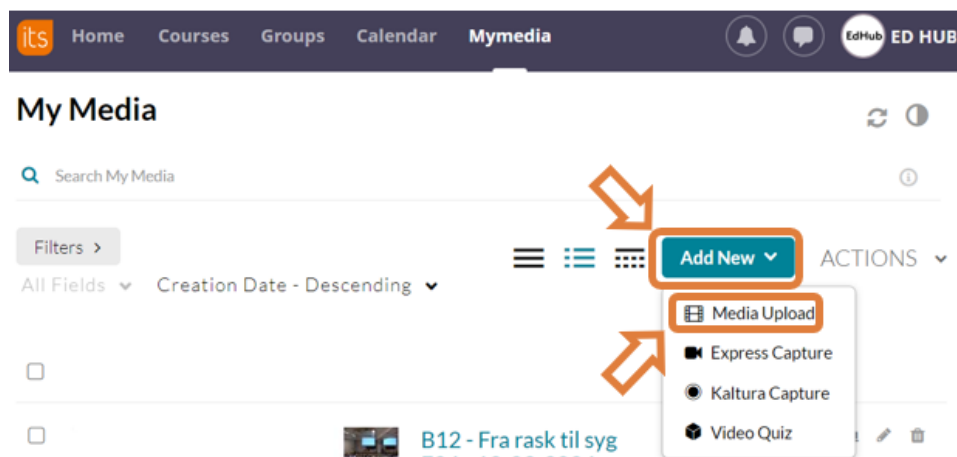 its Home Courses Groups Calendar Mymedia EdHub ED HUB
My Media
Search My Media
Filters >
Add New
ACTIONS
All Fields
Creation Date - Descending
Media Upload
Express Capture
Kaltura Capture
Video Quiz
B12 - Fra rask til syg